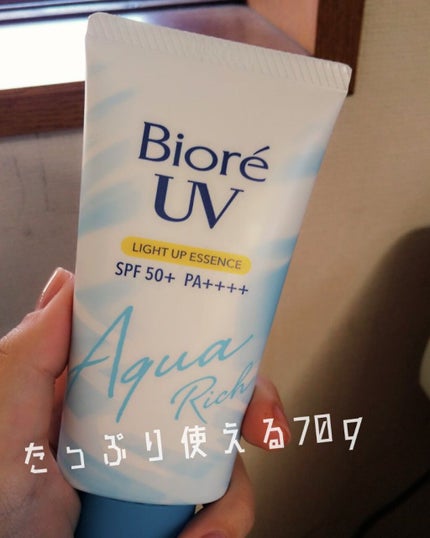 Bioré
UV
LIGHT UP ESSENCE
SPF 50+ PA++++
Aqua
Rich
たっぷり使える70g